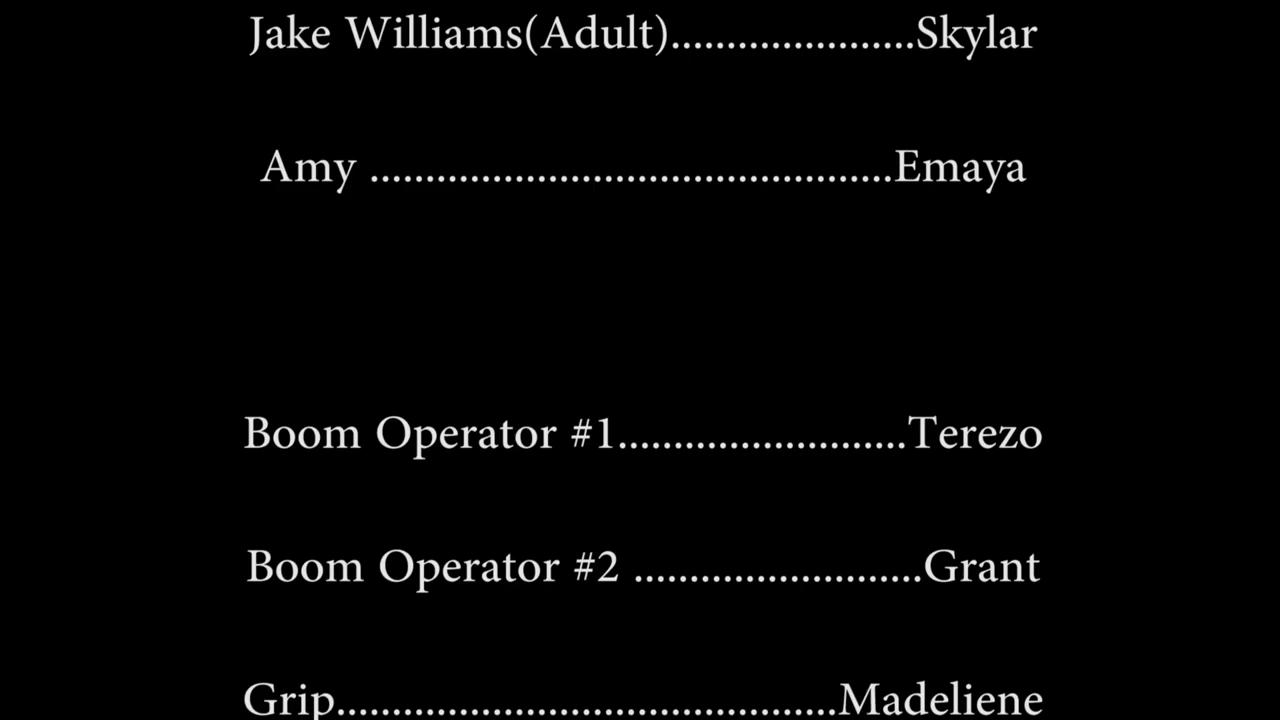 Jake Williams(Adult)......................Skylar
Amy ...............................................Emaya
Boom Operator #1..........................Terezo
Boom Operator #2 ..........................Grant
Grip.............................................Madeliene